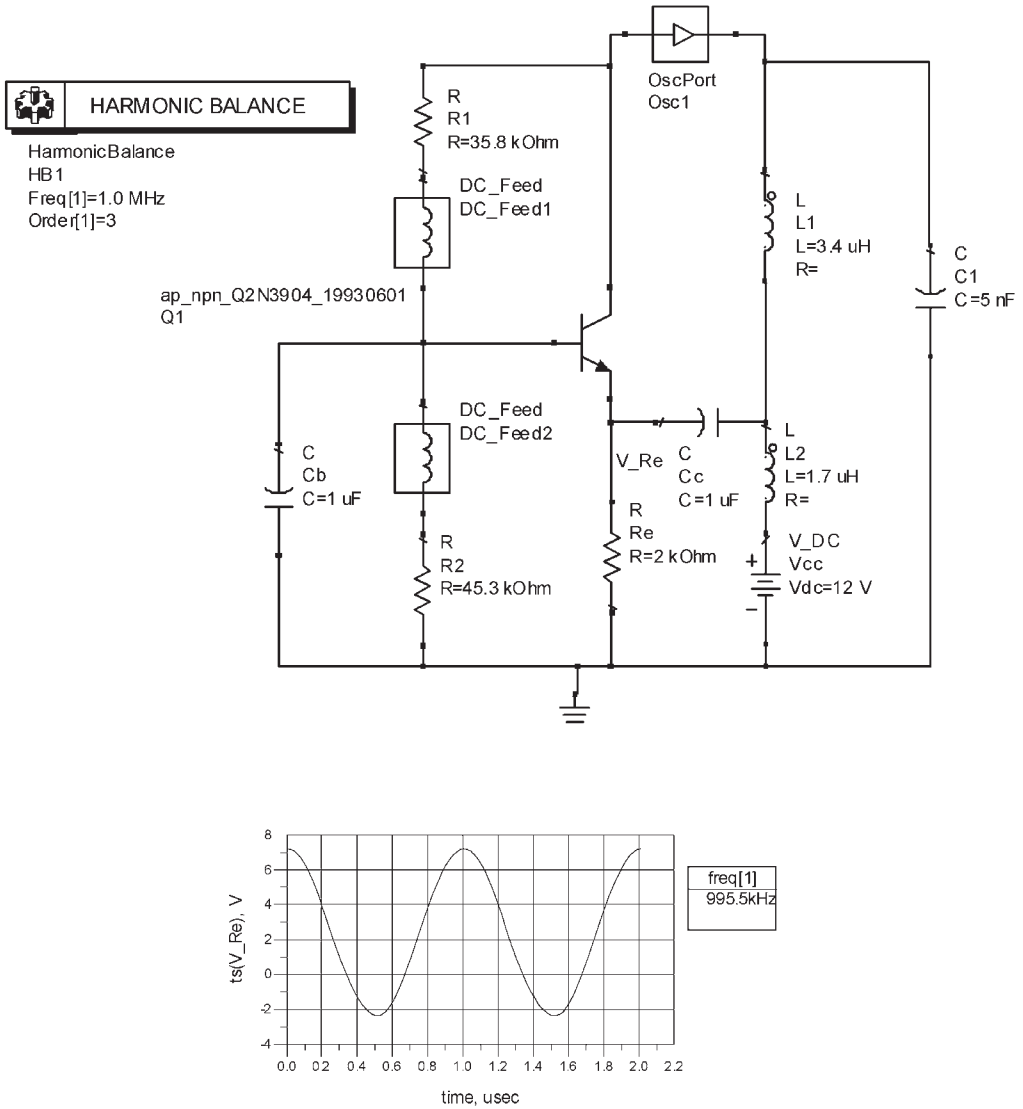 HARMONIC BALANCE
HarmonicBalance
HB1
Freq[1]=1.0 MHz
Order[1]=3
OscPort
Osc1
R
R1
R=35.8 kOhm
DC_Feed
DC_Feed1
L
L1
L=3.4 uH
R=
C
C1
C=5 nF
ap_npn_Q2N3904_19930601
Q1
DC_Feed
DC_Feed2
C
Cb
C=1 uF
V_Re
C
Cc
C=1 uF
L
L2
L=1.7 uH
R=
R
Re
R=2 kOhm
R
R2
R=45.3 kOhm
V_DC
Vcc
Vdc=12 V
+
−
ts(V_Re), V
8
6
4
2
0
-2
-4
0.0 0.2 0.4 0.6 0.8 1.0 1.2 1.4 1.6 1.8 2.0 2.2
time, usec
freq[1]
995.5kHz